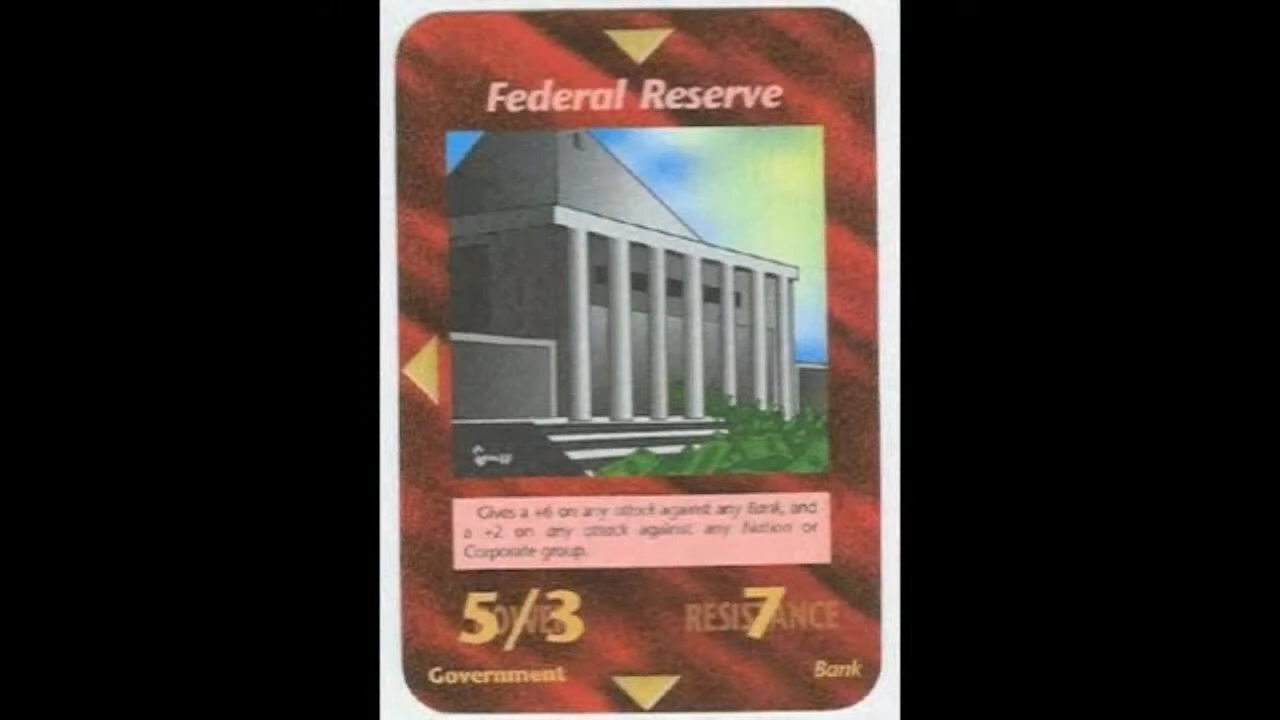 Federal Reserve
Gives a +6 on any attack against any Bank, and
a +2 on any attack against any Nation or
Corporate group.
5/3 POWER
RESISTANCE 7
Government
Bank